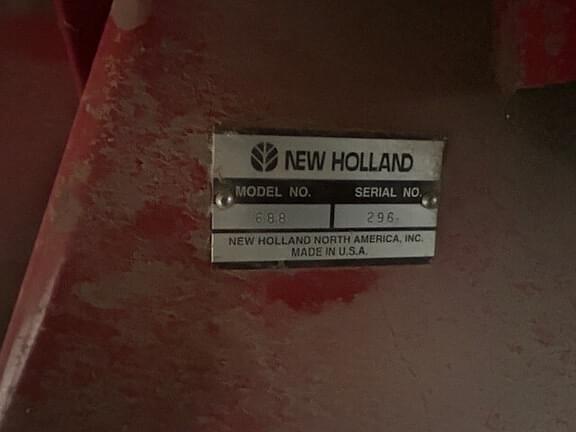 NEW HOLLAND
MODEL NO. SERIAL NO.
688 296
NEW HOLLAND NORTH AMERICA, INC.
MADE IN U.S.A.